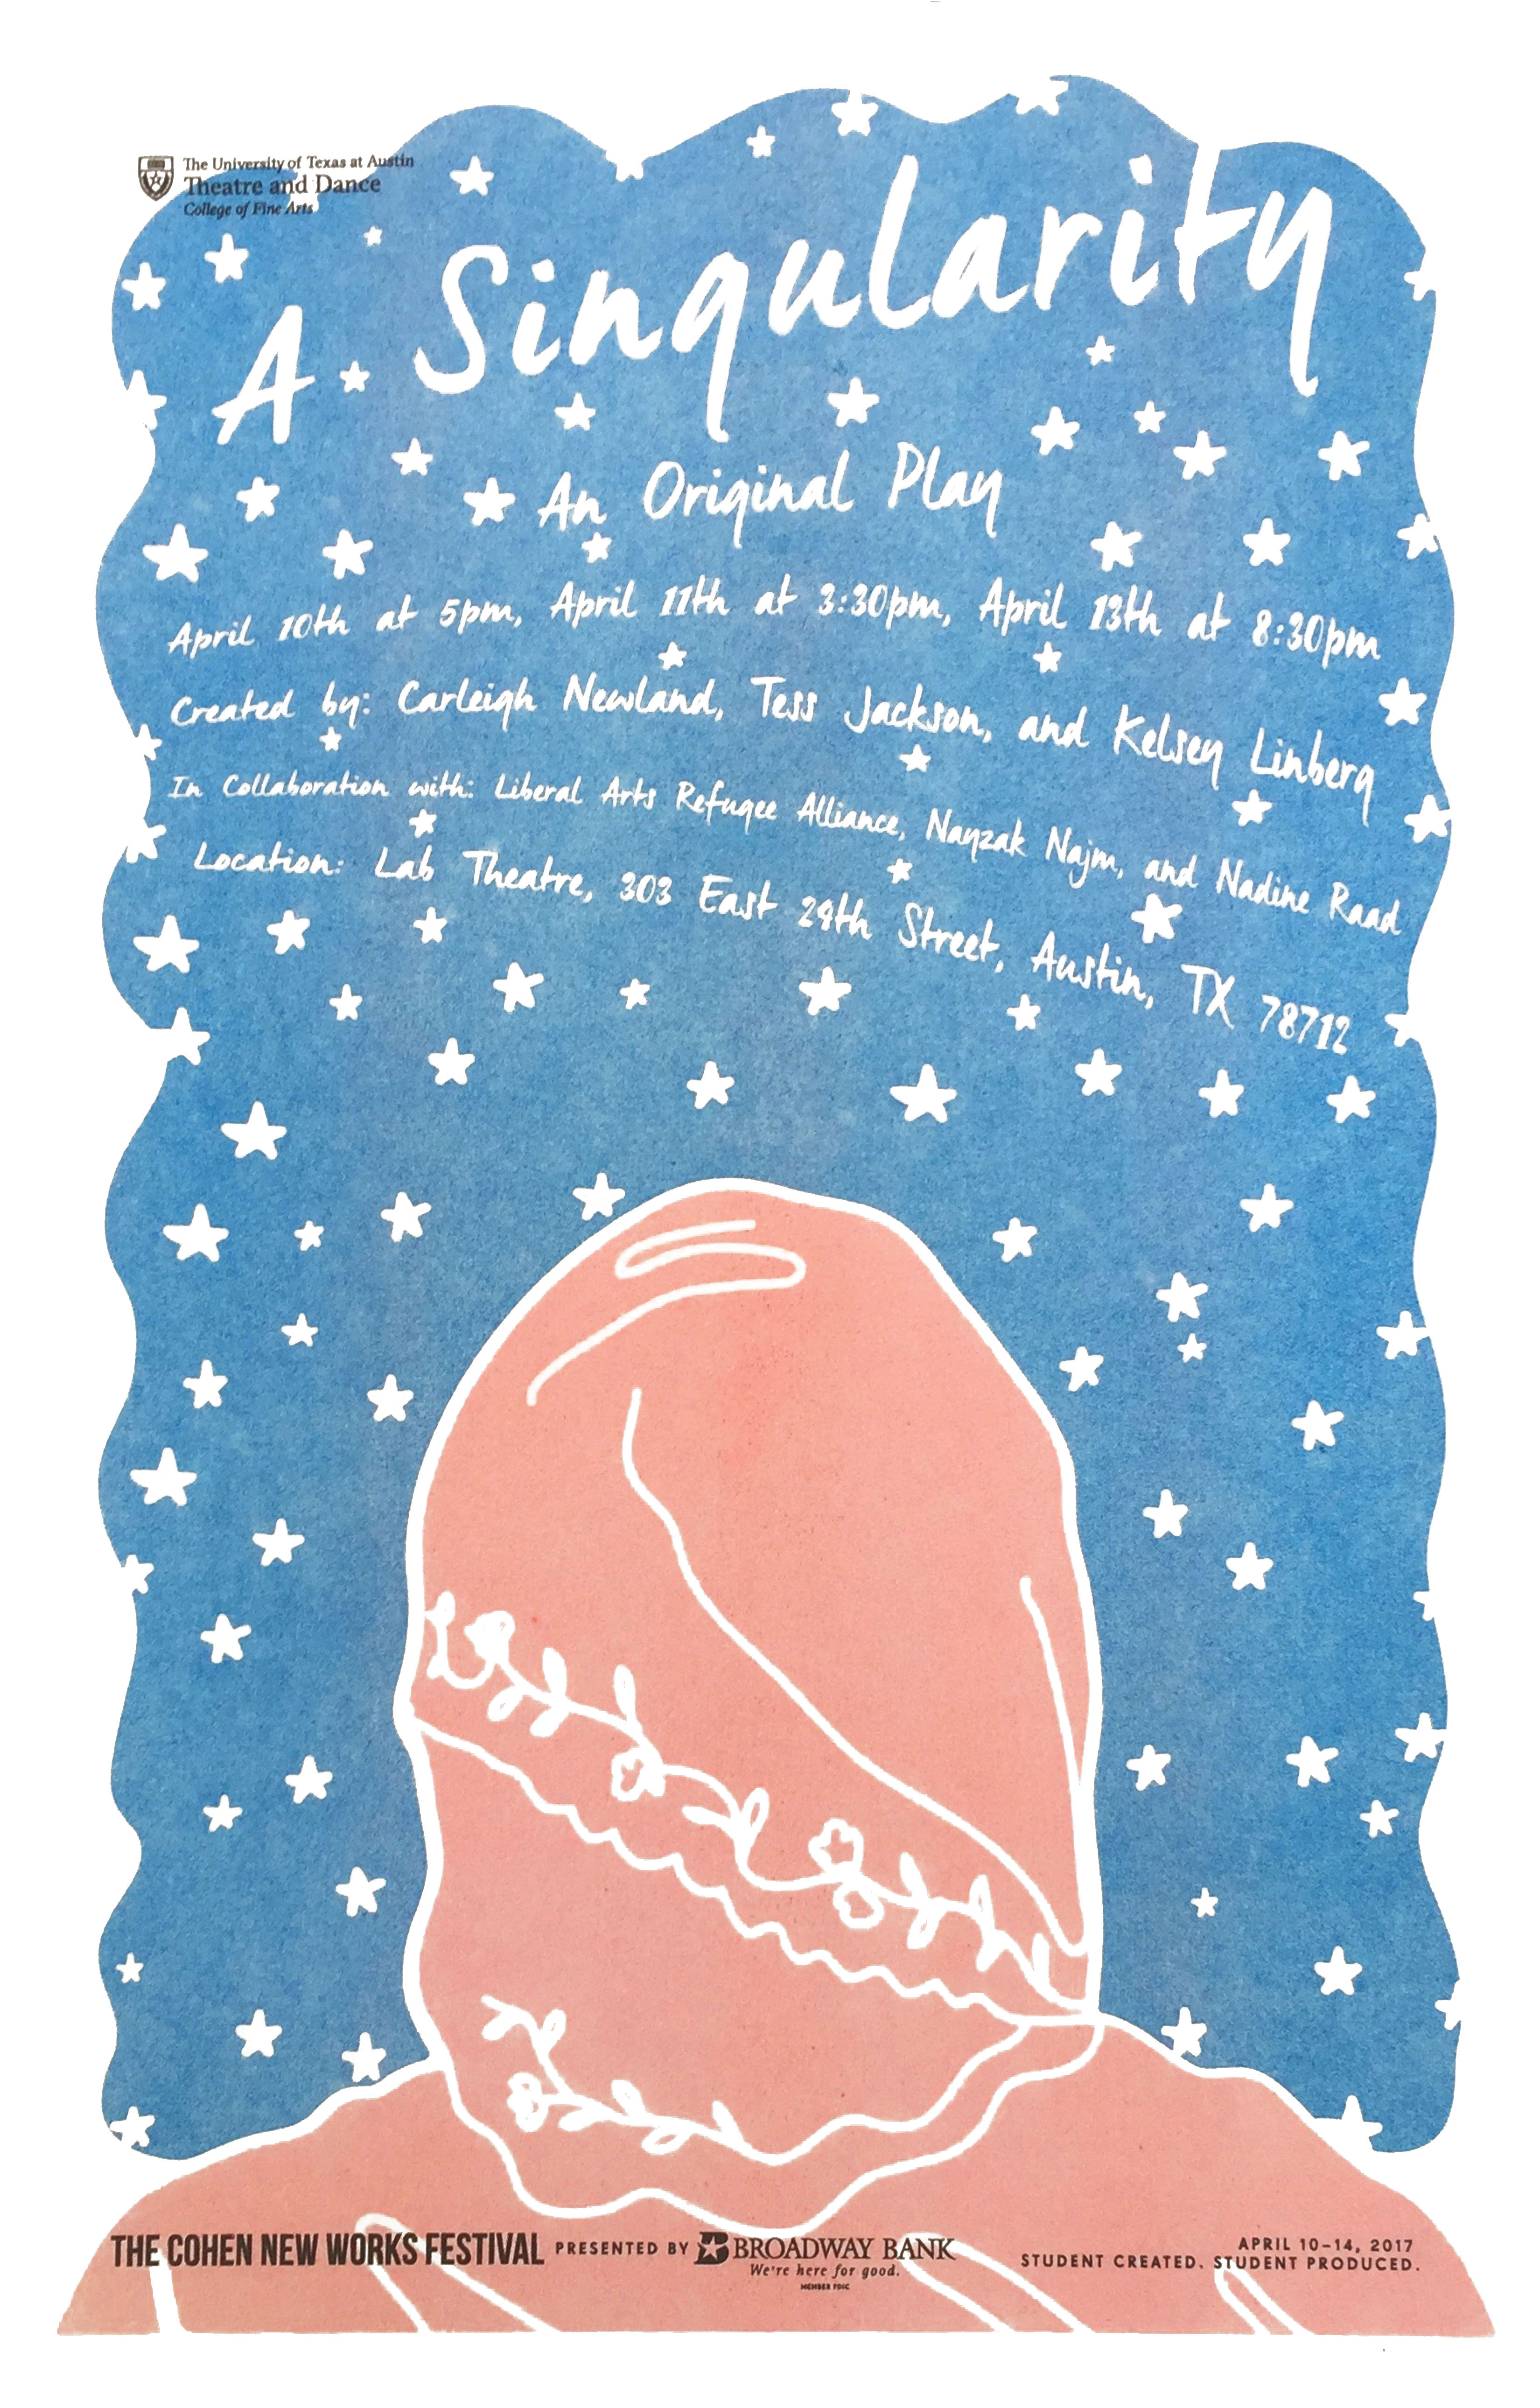 The University of Texas at Austin
Theatre and Dance
College of Fine Arts
A Singularity
An Original Play
April 10th at 5pm, April 11th at 3:30pm, April 13th at 8:30pm
Created by: Carleigh Newland, Tess Jackson, and Kelsey Linberg
In Collaboration with: Liberal Arts Refugee Alliance, Nayzak Najm, and Nadine Raad
Location: Lab Theatre, 303 East 24th Street, Austin, TX 78712
THE COHEN NEW WORKS FESTIVAL PRESENTED BY BROADWAY BANK
We're here for good.
MEMBER FDIC
APRIL 10–14, 2017
STUDENT CREATED. STUDENT PRODUCED.